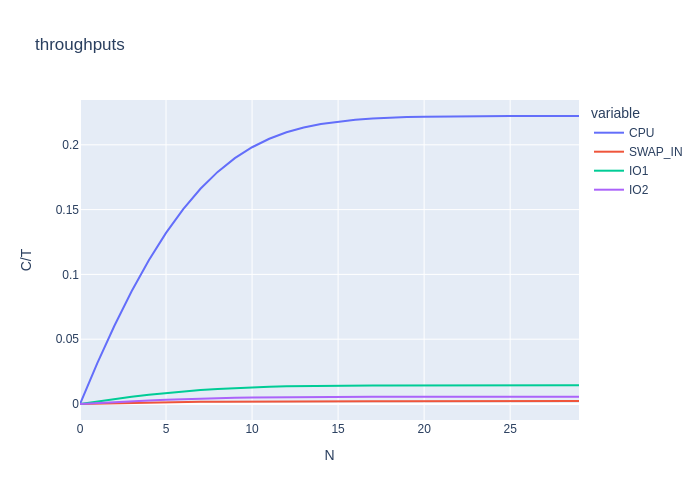 throughputs
variable
CPU
SWAP_IN
IO1
IO2
C/T
0.2
0.15
0.1
0.05
0
0 5 10 15 20 25
N